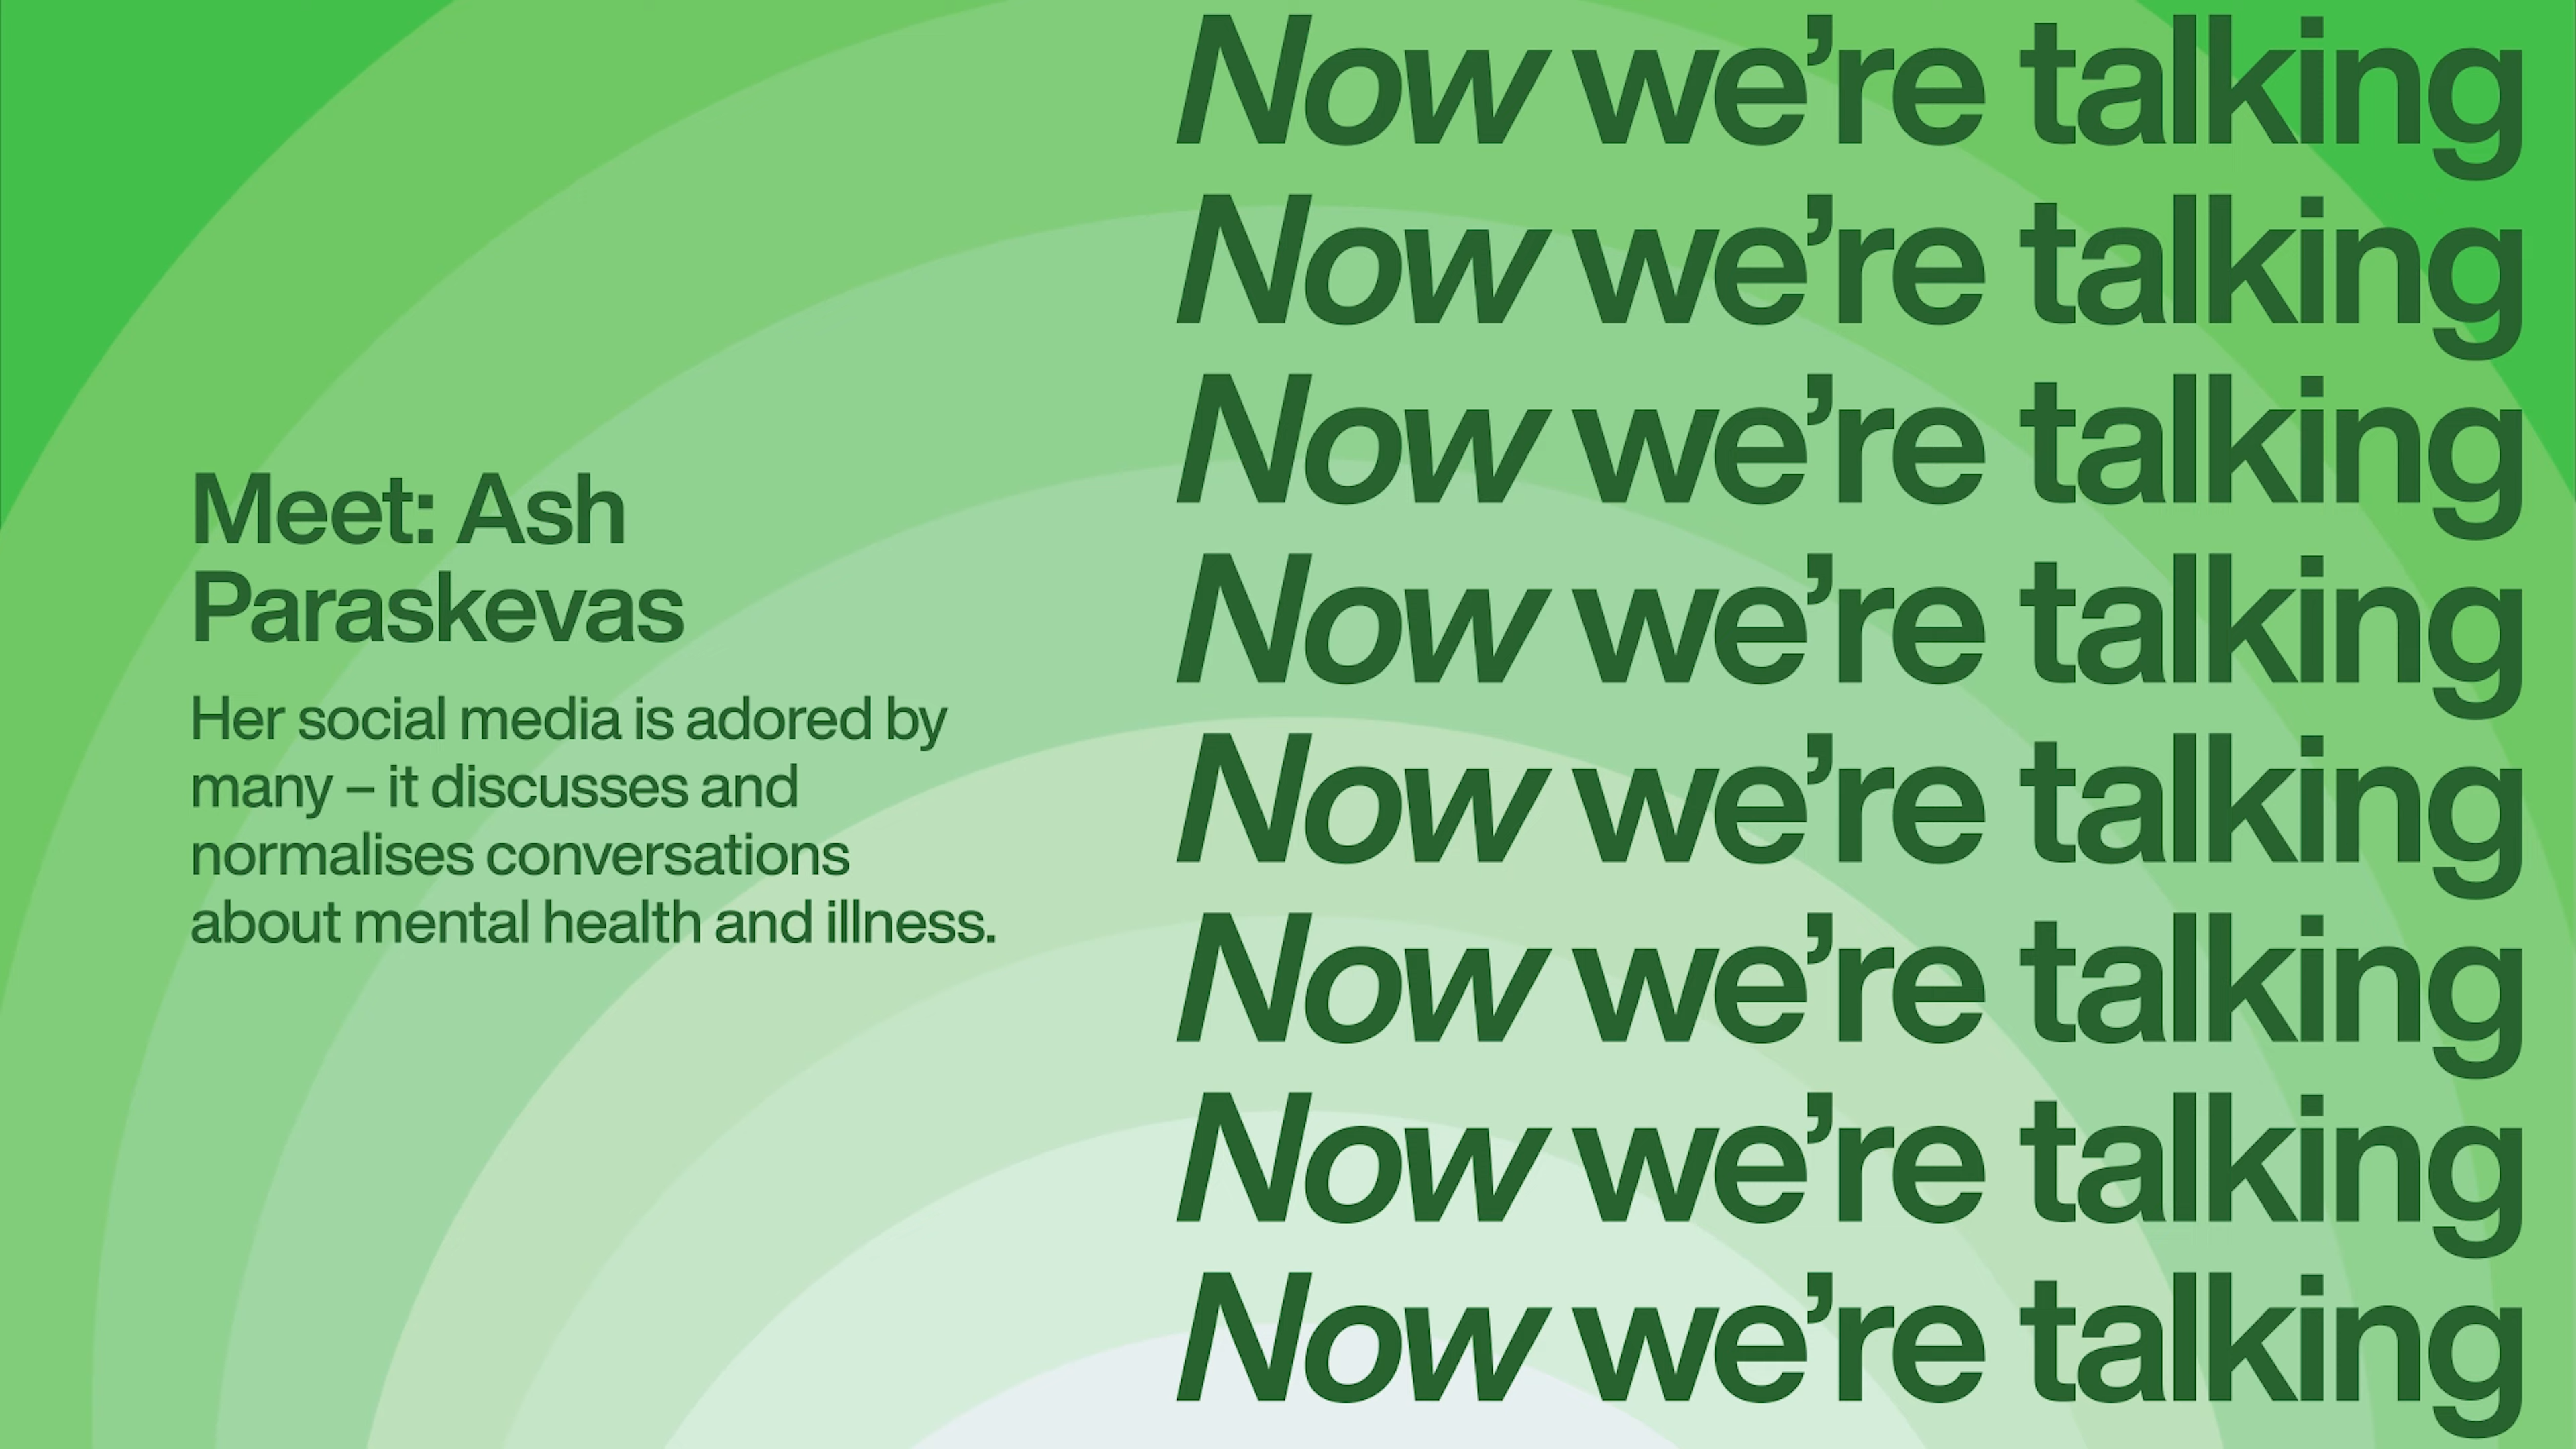 Meet: Ash
Paraskevas
Her social media is adored by
many – it discusses and
normalises conversations
about mental health and illness.
Now we’re talking
Now we’re talking
Now we’re talking
Now we’re talking
Now we’re talking
Now we’re talking
Now we’re talking
Now we’re talking